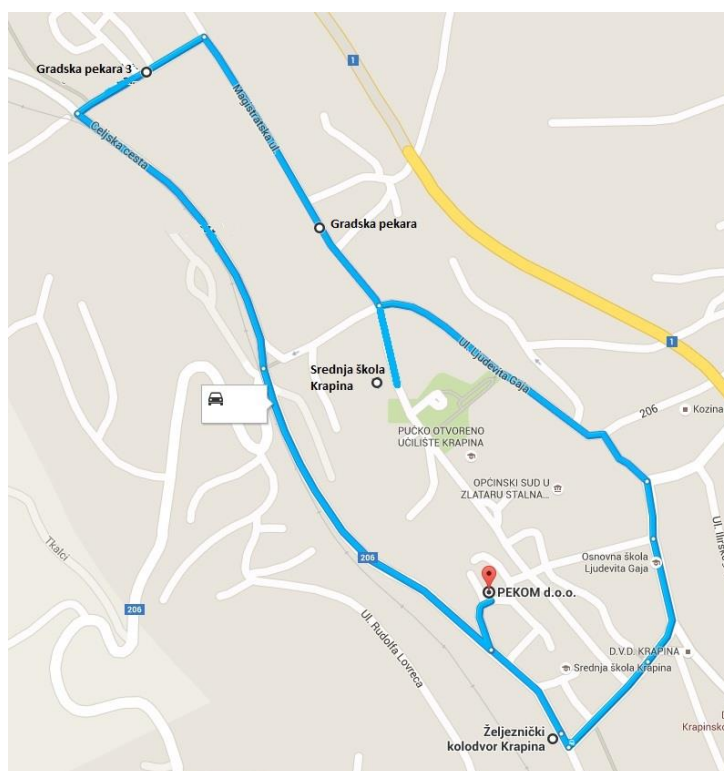 Gradska pekara 3
1
Magistratska ul.
Celjska cesta
Gradska pekara
1
Ul. Ljudevita Gaja
Srednja škola
Krapina
206
Kozina
PUČKO OTVORENO
UČILIŠTE KRAPINA
OPĆINSKI SUD U
ZLATARU STALNA...
Tkalci
206
Osnovna škola
Ljudevita Gaja
PEKOM d.o.o.
206
Ul. Rudolfa Lovreca
D.V.D. KRAPINA
Srednja škola Krapina
Krapinsko
Željeznički
kolodvor Krapina